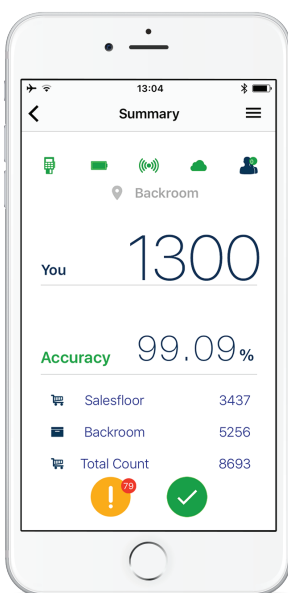 13:04
Summary
Backroom
You 1300
Accuracy 99.09%
Salesfloor 3437
Backroom 5256
Total Count 8693
79